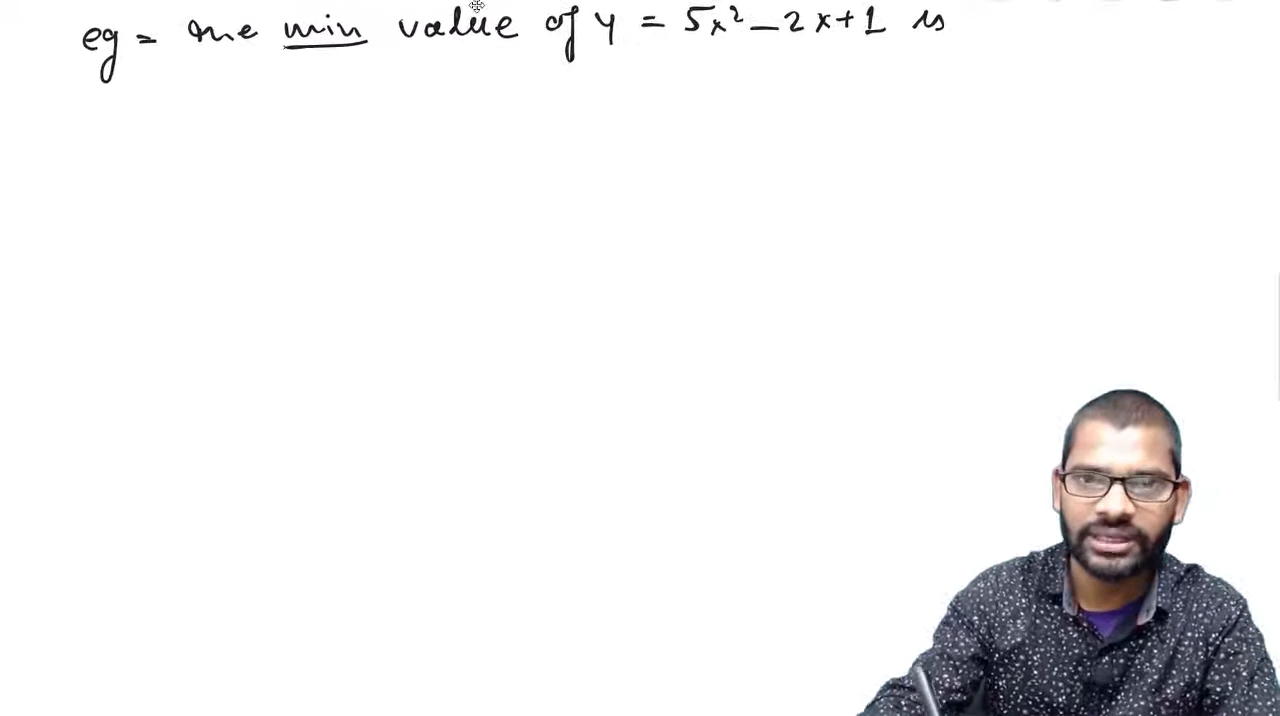 eg = the min value of y = 5x² - 2x + 1 is